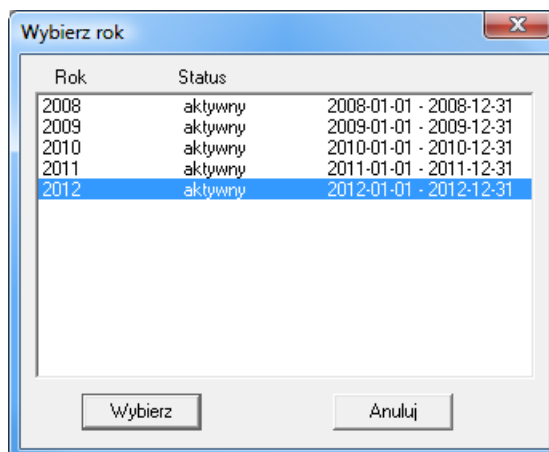 Wybierz rok
Rok Status
2008 aktywny 2008-01-01 - 2008-12-31
2009 aktywny 2009-01-01 - 2009-12-31
2010 aktywny 2010-01-01 - 2010-12-31
2011 aktywny 2011-01-01 - 2011-12-31
2012 aktywny 2012-01-01 - 2012-12-31
Wybierz Anuluj